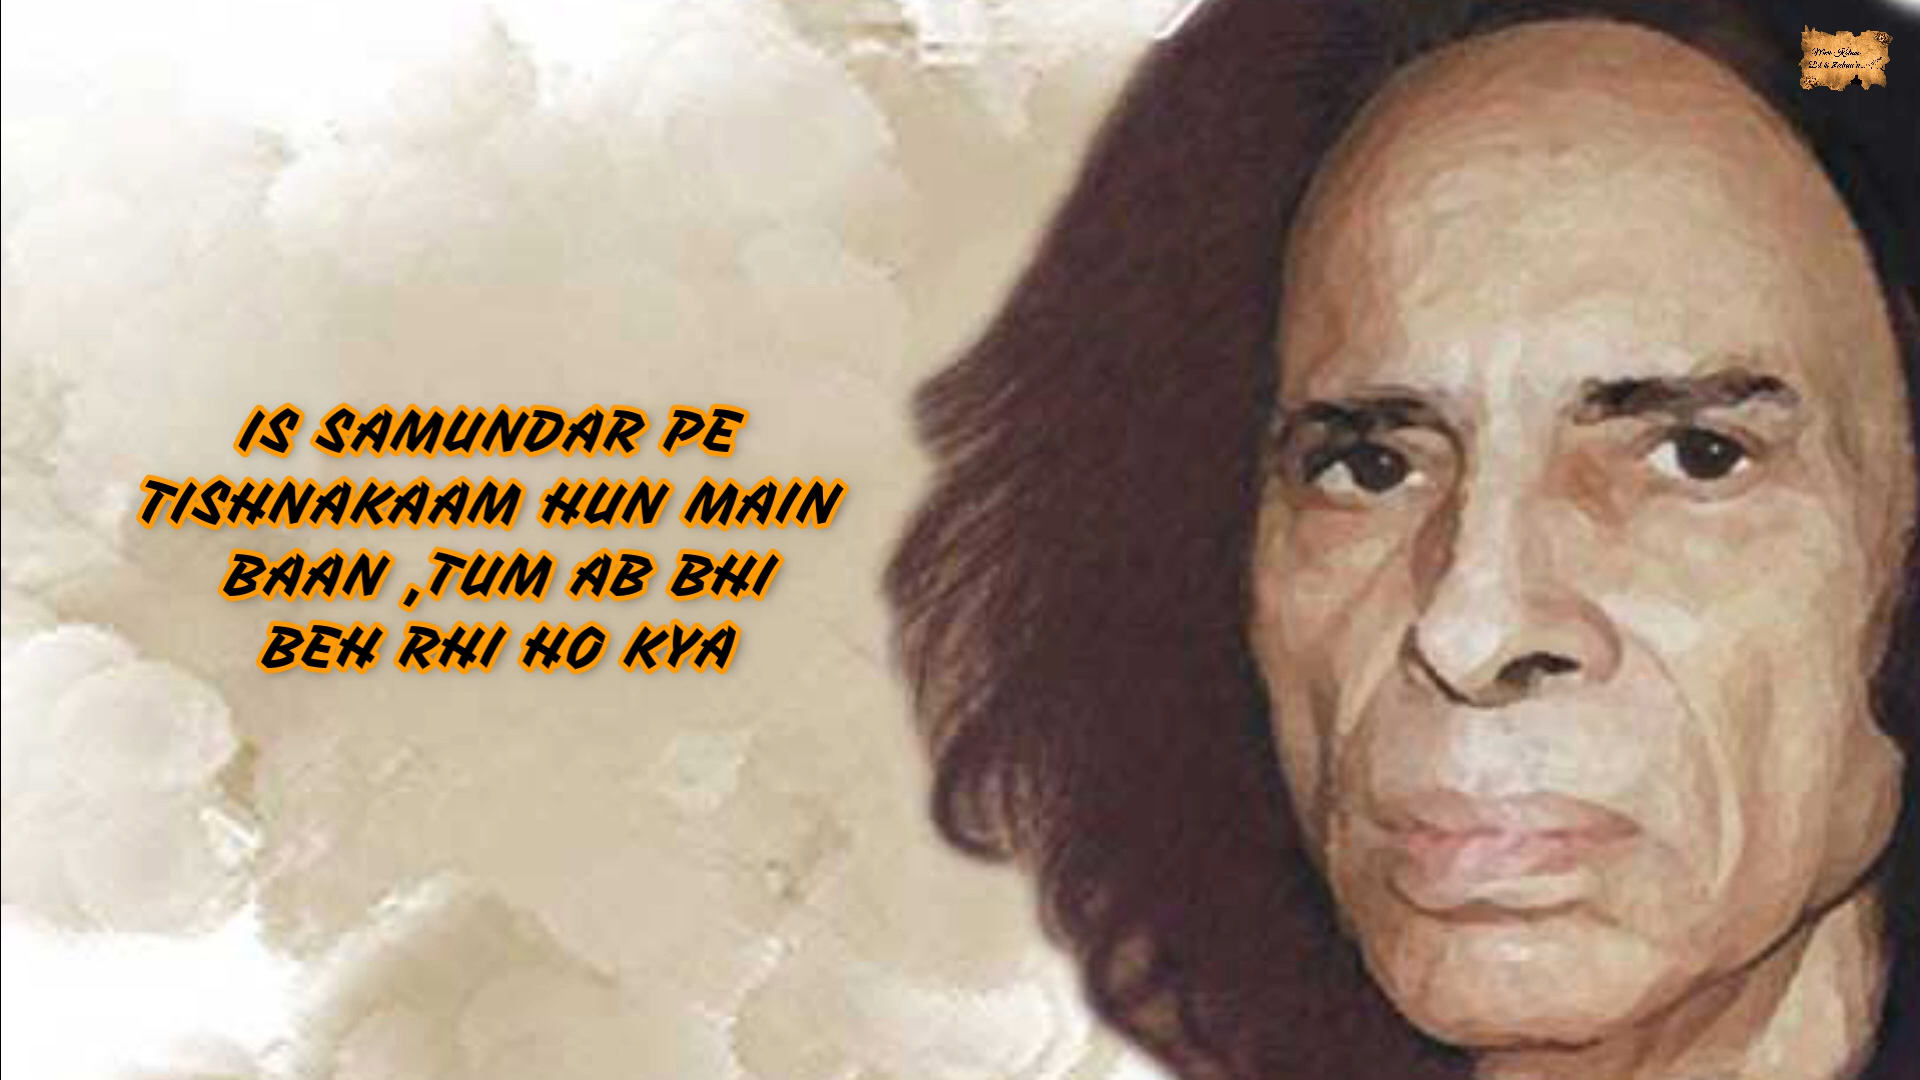 IS SAMUNDAR PE
TISHNAKAAM HUN MAIN
BAAN ,TUM AB BHI
BEH RHI HO KYA